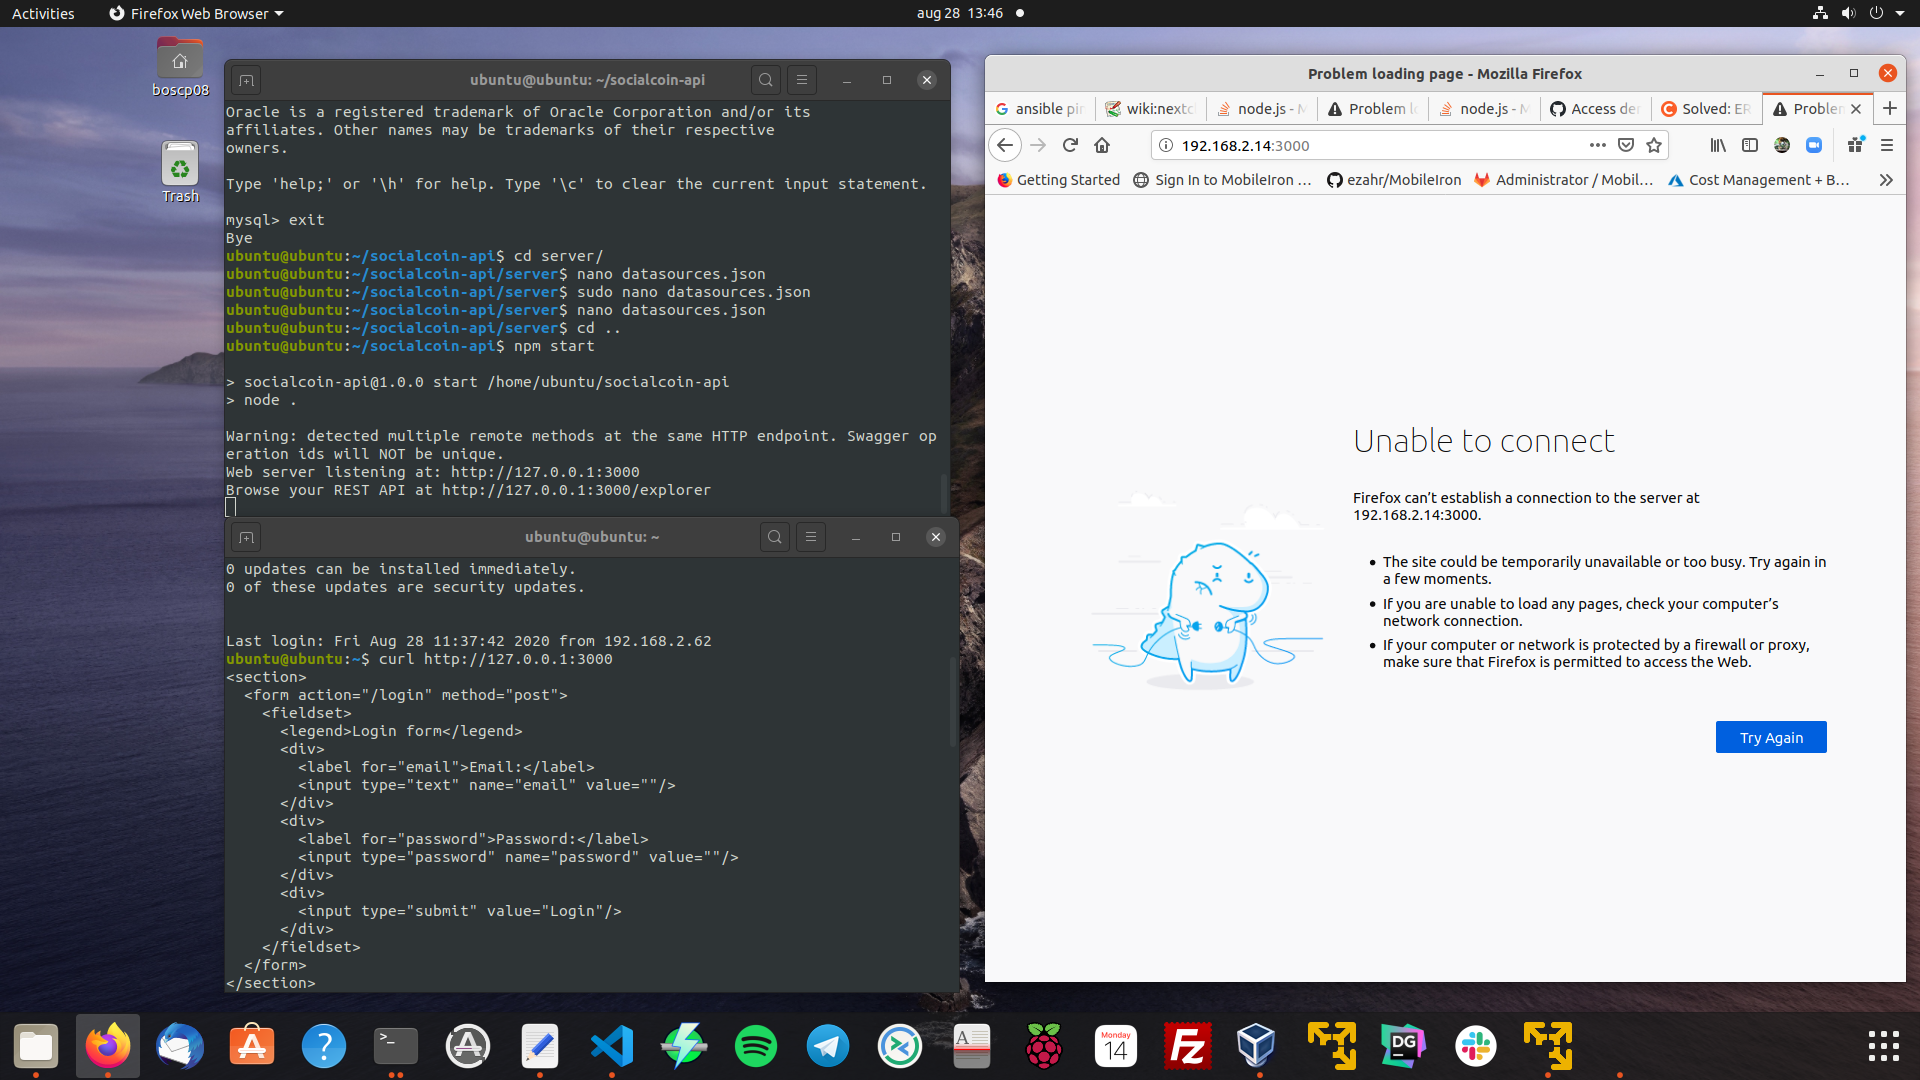 Activities
Firefox Web Browser
aug 28 13:46
boscp08
Trash
ubuntu@ubuntu: ~/socialcoin-api
Oracle is a registered trademark of Oracle Corporation and/or its
affiliates. Other names may be trademarks of their respective
owners.
Type 'help;' or '\h' for help. Type '\c' to clear the current input statement.
mysql> exit
Bye
ubuntu@ubuntu:~/socialcoin-api$ cd server/
ubuntu@ubuntu:~/socialcoin-api/server$ nano datasources.json
ubuntu@ubuntu:~/socialcoin-api/server$ sudo nano datasources.json
ubuntu@ubuntu:~/socialcoin-api/server$ nano datasources.json
ubuntu@ubuntu:~/socialcoin-api/server$ cd ..
ubuntu@ubuntu:~/socialcoin-api$ npm start
> socialcoin-api@1.0.0 start /home/ubuntu/socialcoin-api
> node .
Warning: detected multiple remote methods at the same HTTP endpoint. Swagger op
eration ids will NOT be unique.
Web server listening at: http://127.0.0.1:3000
Browse your REST API at http://127.0.0.1:3000/explorer
ubuntu@ubuntu: ~
0 updates can be installed immediately.
0 of these updates are security updates.
Last login: Fri Aug 28 11:37:42 2020 from 192.168.2.62
ubuntu@ubuntu:~$ curl http://127.0.0.1:3000
<section>
  <form action="/login" method="post">
    <fieldset>
      <legend>Login form</legend>
      <div>
        <label for="email">Email:</label>
        <input type="text" name="email" value=""/>
      </div>
      <div>
        <label for="password">Password:</label>
        <input type="password" name="password" value=""/>
      </div>
      <div>
        <input type="submit" value="Login"/>
      </div>
    </fieldset>
  </form>
</section>
Problem loading page - Mozilla Firefox
ansible pin
wiki:nextc
node.js - M
Problem lo
node.js - M
Access de
Solved: ER
Problem
192.168.2.14:3000
Getting Started
Sign In to MobileIron ...
ezahr/MobileIron
Administrator / Mobil...
Cost Management + B...
Unable to connect
Firefox can't establish a connection to the server at
192.168.2.14:3000.
The site could be temporarily unavailable or too busy. Try again in
a few moments.
If you are unable to load any pages, check your computer's
network connection.
If your computer or network is protected by a firewall or proxy,
make sure that Firefox is permitted to access the Web.
Try Again
Monday
14
DG